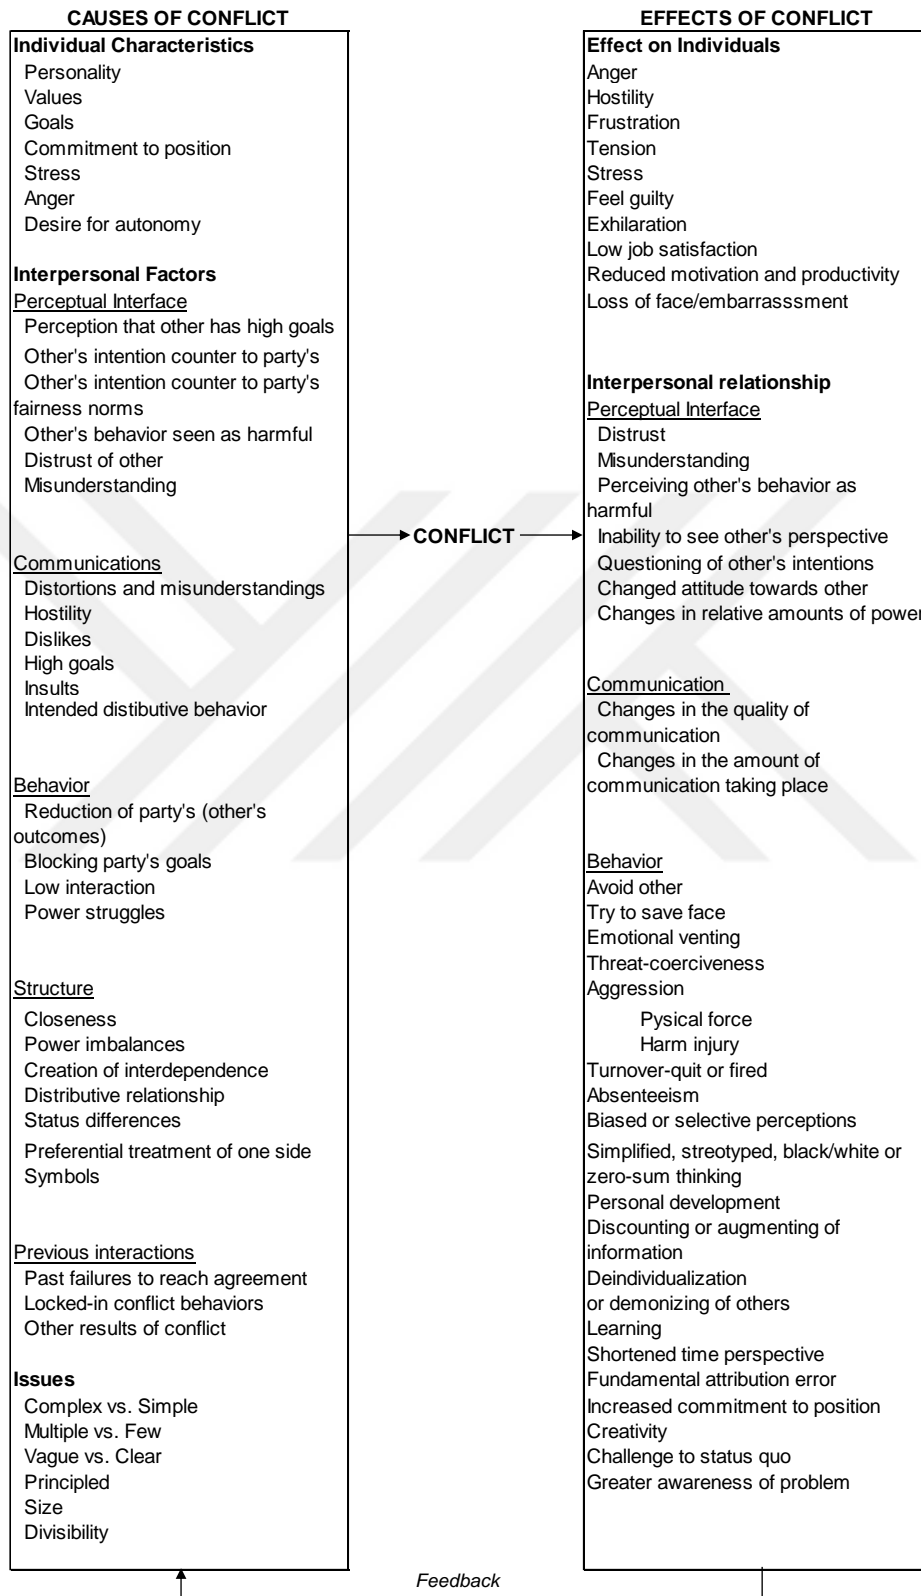 CAUSES OF CONFLICT
Individual Characteristics
Personality
Values
Goals
Commitment to position
Stress
Anger
Desire for autonomy
Interpersonal Factors
Perceptual Interface
Perception that other has high goals
Other's intention counter to party's
Other's intention counter to party's
fairness norms
Other's behavior seen as harmful
Distrust of other
Misunderstanding
Communications
Distortions and misunderstandings
Hostility
Dislikes
High goals
Insults
Intended distibutive behavior
Behavior
Reduction of party's (other's
outcomes)
Blocking party's goals
Low interaction
Power struggles
Structure
Closeness
Power imbalances
Creation of interdependence
Distributive relationship
Status differences
Preferential treatment of one side
Symbols
Previous interactions
Past failures to reach agreement
Locked-in conflict behaviors
Other results of conflict
Issues
Complex vs. Simple
Multiple vs. Few
Vague vs. Clear
Principled
Size
Divisibility
CONFLICT
EFFECTS OF CONFLICT
Effect on Individuals
Anger
Hostility
Frustration
Tension
Stress
Feel guilty
Exhilaration
Low job satisfaction
Reduced motivation and productivity
Loss of face/embarrasssment
Interpersonal relationship
Perceptual Interface
Distrust
Misunderstanding
Perceiving other's behavior as
harmful
Inability to see other's perspective
Questioning of other's intentions
Changed attitude towards other
Changes in relative amounts of power
Communication
Changes in the quality of
communication
Changes in the amount of
communication taking place
Behavior
Avoid other
Try to save face
Emotional venting
Threat-coerciveness
Aggression
Pysical force
Harm injury
Turnover-quit or fired
Absenteeism
Biased or selective perceptions
Simplified, streotyped, black/white or
zero-sum thinking
Personal development
Discounting or augmenting of
information
Deindividualization
or demonizing of others
Learning
Shortened time perspective
Fundamental attribution error
Increased commitment to position
Creativity
Challenge to status quo
Greater awareness of problem
Feedback